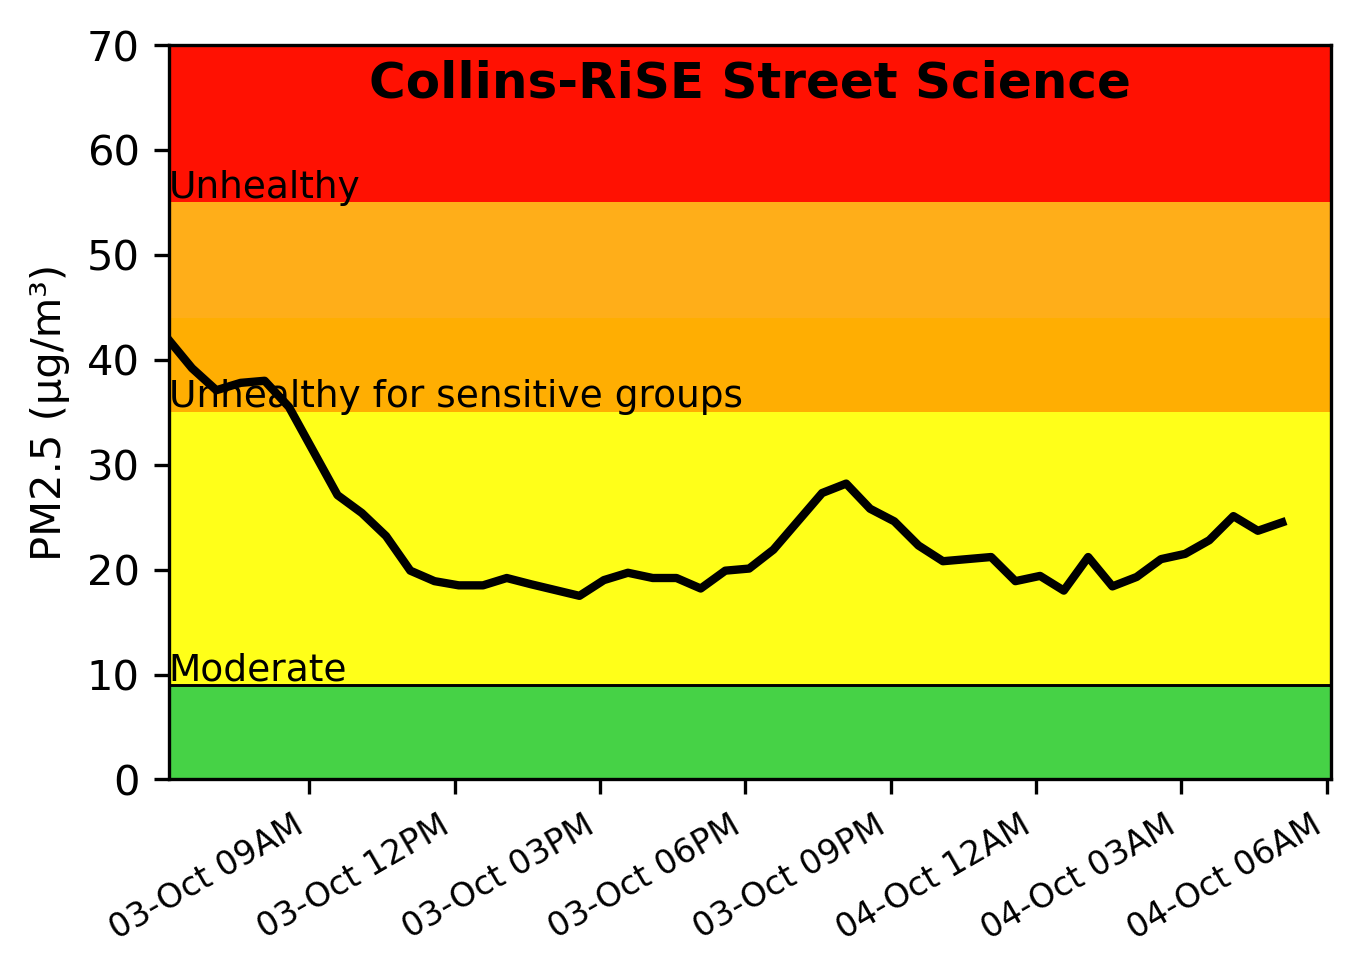 Collins-RiSE Street Science
70
60
50
40
30
20
10
0
PM2.5 (µg/m³)
Unhealthy
Unhealthy for sensitive groups
Moderate
03-Oct 09AM
03-Oct 12PM
03-Oct 03PM
03-Oct 06PM
03-Oct 09PM
04-Oct 12AM
04-Oct 03AM
04-Oct 06AM